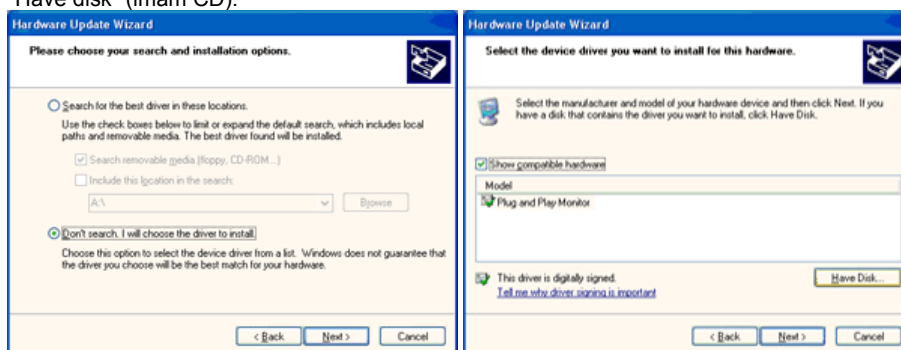 "Have disk" (imam CD).
Hardware Update Wizard
Please choose your search and installation options.
Search for the best driver in these locations.
Use the check boxes below to limit or expand the default search, which includes local
paths and removable media. The best driver found will be installed.
Search removable media (floppy, CD-ROM...)
Include this location in the search:
A:\
Browse
Don't search. I will choose the driver to install.
Choose this option to select the device driver from a list. Windows does not guarantee that
the driver you choose will be the best match for your hardware.
< Back
Next >
Cancel
Hardware Update Wizard
Select the device driver you want to install for this hardware.
Select the manufacturer and model of your hardware device and then click Next. If you
have a disk that contains the driver you want to install, click Have Disk.
Show compatible hardware
Model
Plug and Play Monitor
This driver is digitally signed.
Tell me why driver signing is important
Have Disk...
< Back
Next >
Cancel